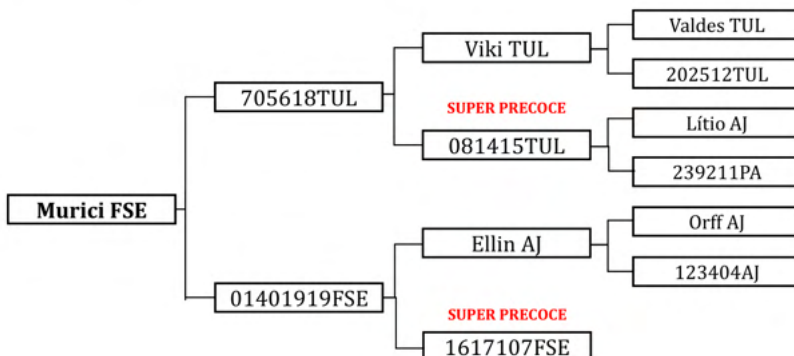 Valdes TUL
Viki TUL
202512TUL
705618TUL
SUPER PRECOCE
Lítio AJ
081415TUL
239211PA
Murici FSE
Orff AJ
Ellin AJ
123404AJ
01401919FSE
SUPER PRECOCE
1617107FSE